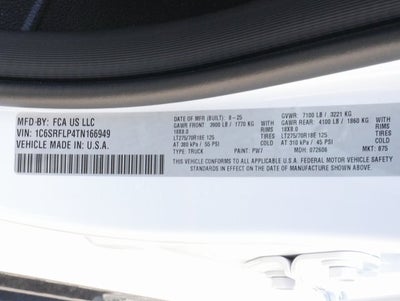 MFD BY: FCA US LLC
VIN: 1C6SRFLP4TN166949
VEHICLE MADE IN: U.S.A.
DATE OF MFR (BUILT): 8-25 GVWR: 7100 LB / 3221 KG
GAWR FRONT 3900 LB / 1770 KG WITH GAWR REAR: 4100 LB / 1860 KG WITH
18X8.0 RIMS 18X8.0 RIMS
LT275/70R18E 125 TIRES LT275/70R18E 125 TIRES
AT 380 kPa / 55 PSI COLD AT 310 kPa / 45 PSI COLD
THIS VEHICLE CONFORMS TO ALL APPLICABLE U.S.A. FEDERAL MOTOR VEHICLE SAFETY
STANDARDS IN EFFECT ON THE DATE OF MANUFACTURE SHOWN ABOVE.
TYPE: TRUCK PAINT: PW7 MDH: 072606 MKT: 875